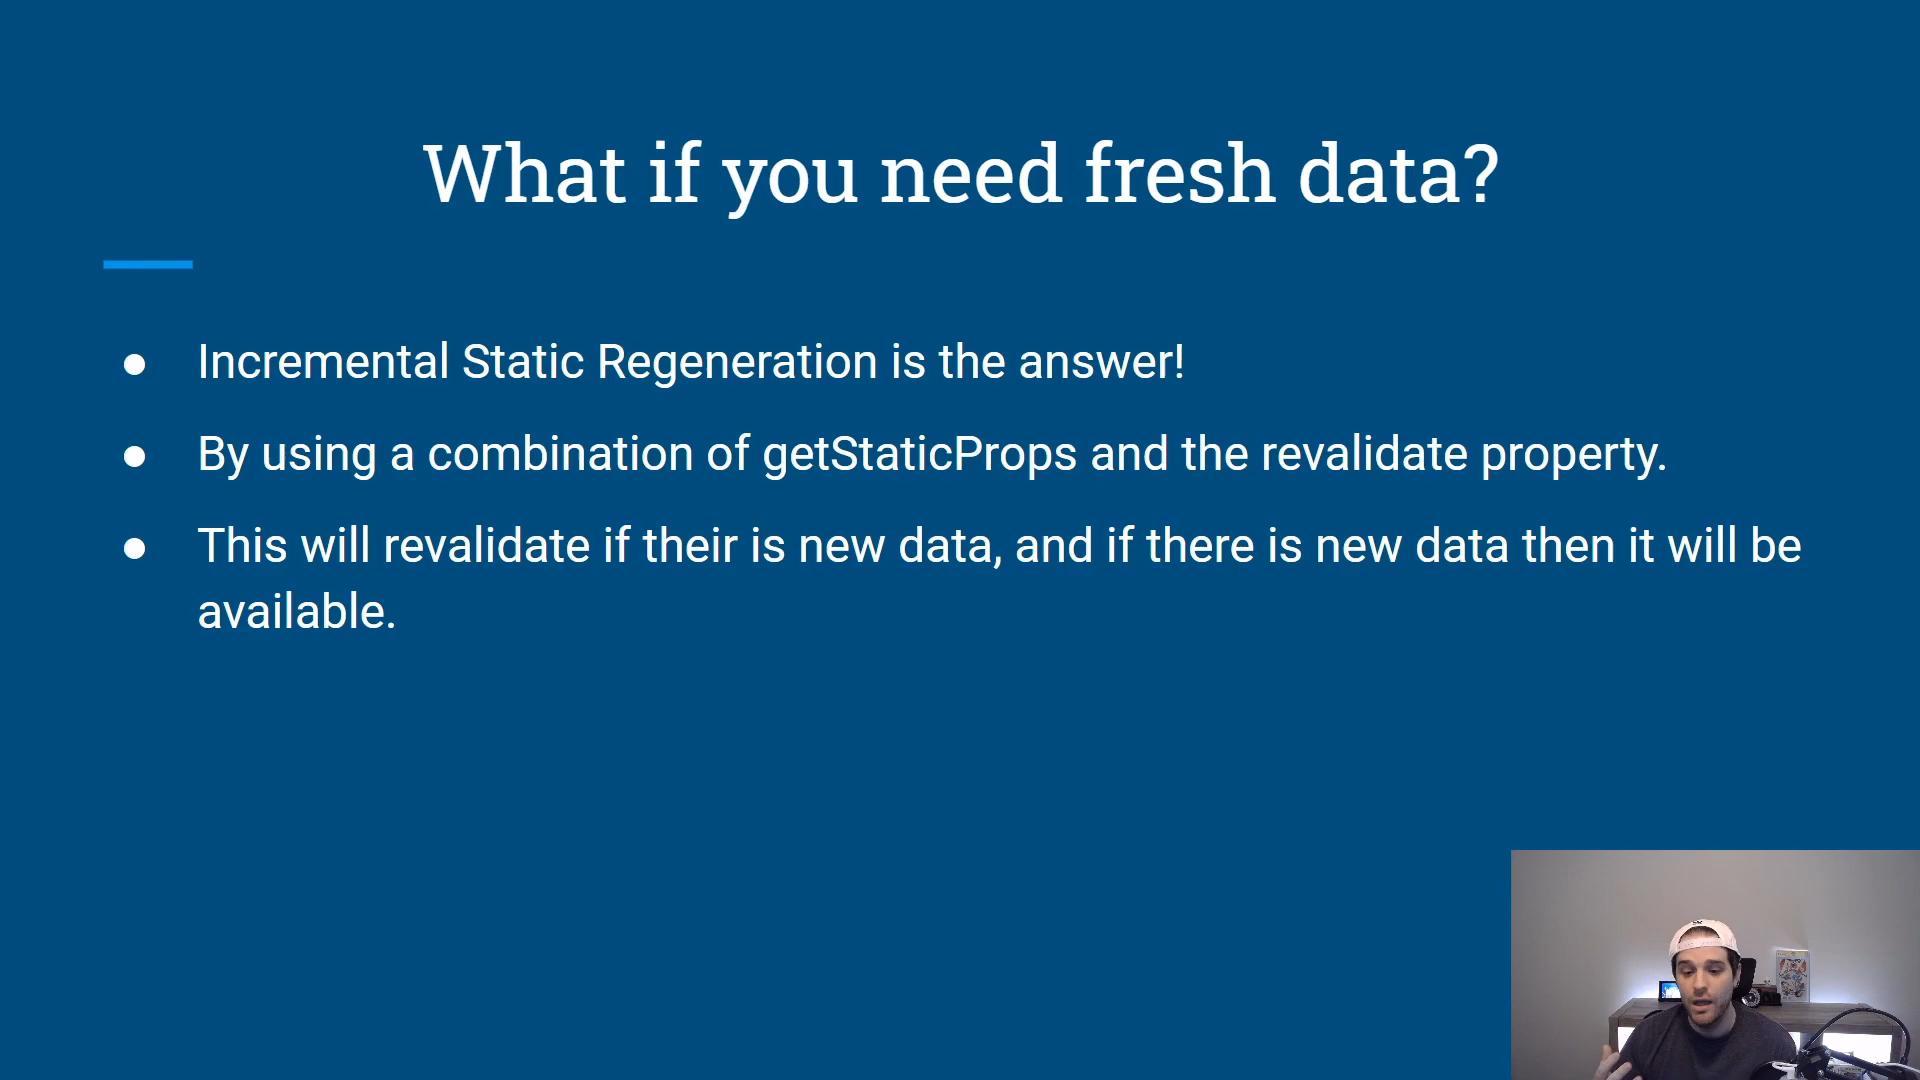 What if you need fresh data?
● Incremental Static Regeneration is the answer!
● By using a combination of getStaticProps and the revalidate property.
● This will revalidate if their is new data, and if there is new data then it will be
available.